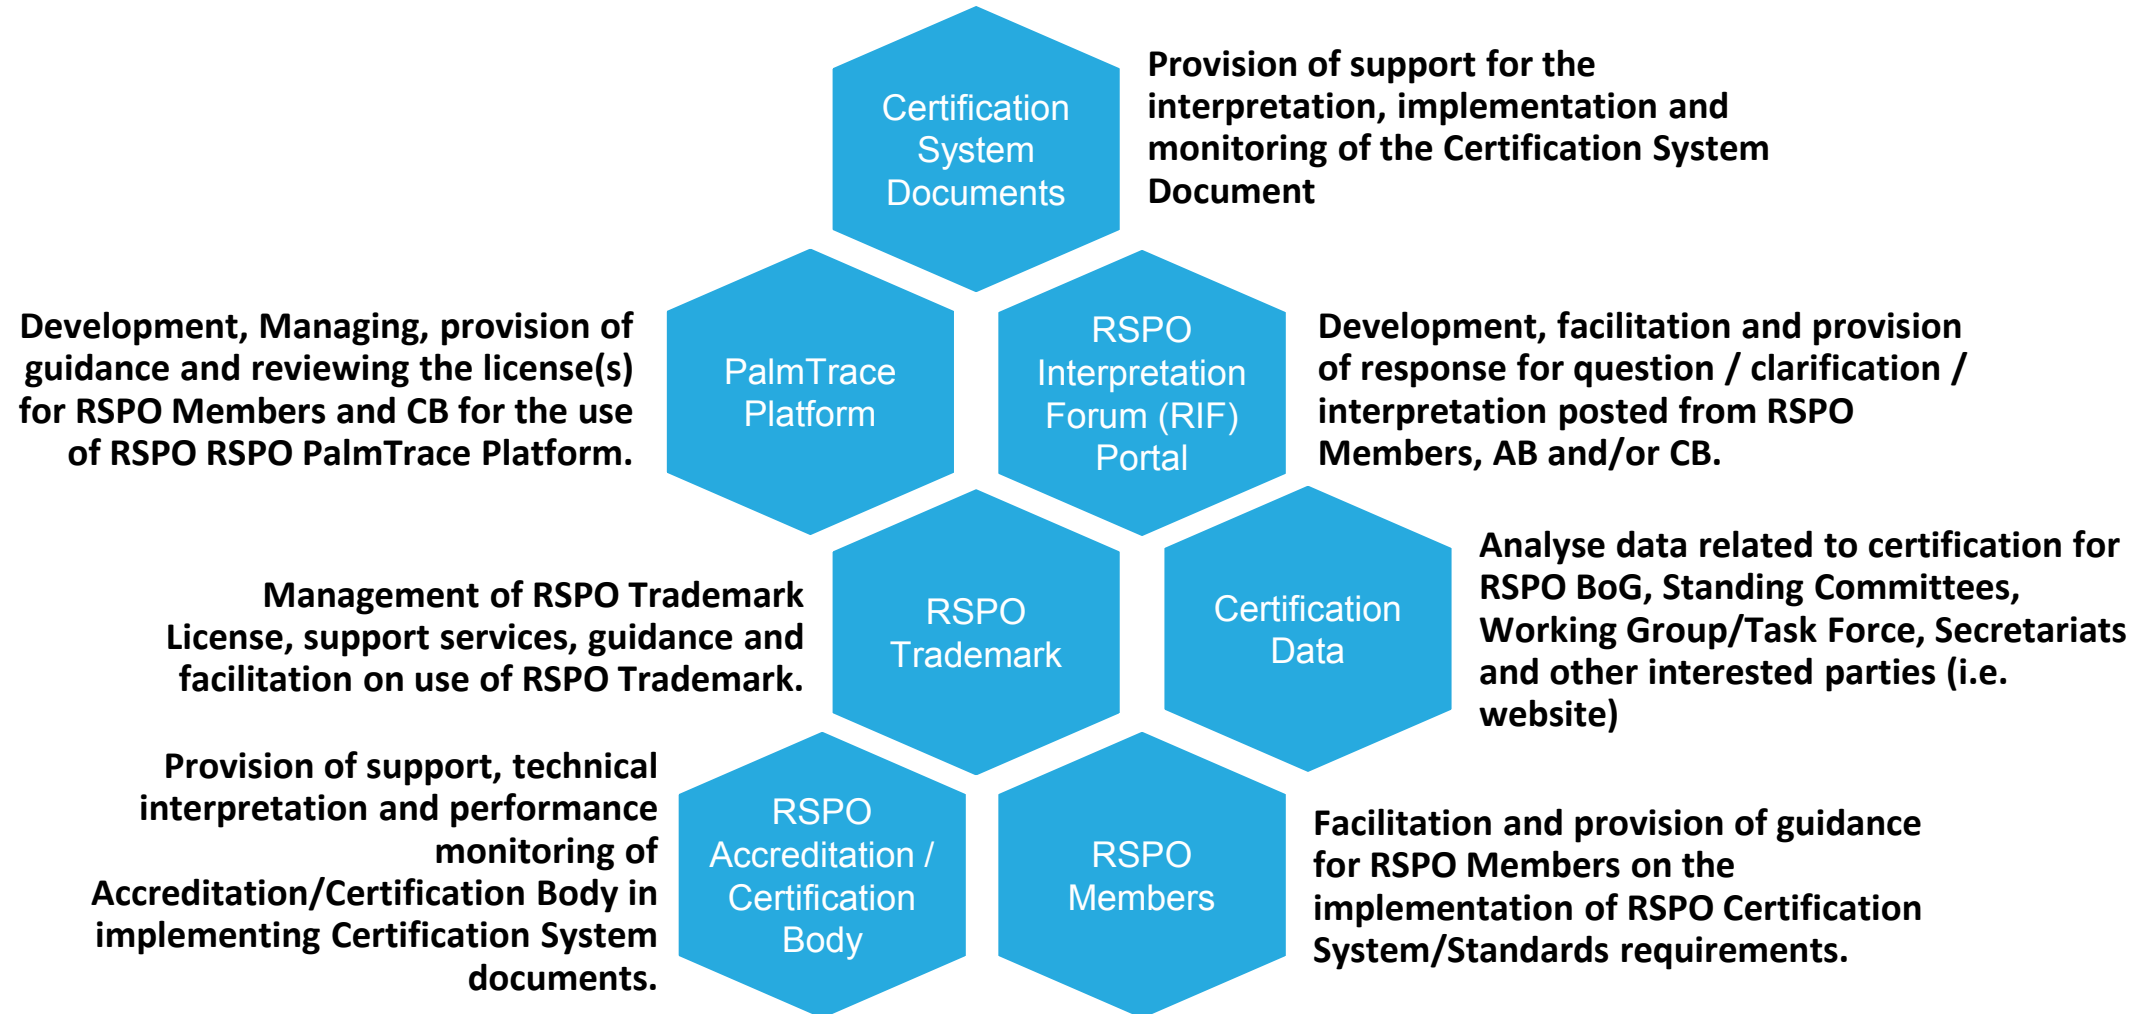 Certification
System
Documents
Provision of support for the
interpretation, implementation and
monitoring of the Certification System
Document
Development, Managing, provision of
guidance and reviewing the license(s)
for RSPO Members and CB for the use
of RSPO RSPO PalmTrace Platform.
PalmTrace
Platform
RSPO
Interpretation
Forum (RIF)
Portal
Development, facilitation and provision
of response for question / clarification /
interpretation posted from RSPO
Members, AB and/or CB.
Management of RSPO Trademark
License, support services, guidance and
facilitation on use of RSPO Trademark.
RSPO
Trademark
Certification
Data
Analyse data related to certification for
RSPO BoG, Standing Committees,
Working Group/Task Force, Secretariats
and other interested parties (i.e.
website)
Provision of support, technical
interpretation and performance
monitoring of
Accreditation/Certification Body in
implementing Certification System
documents.
RSPO
Accreditation /
Certification
Body
RSPO
Members
Facilitation and provision of guidance
for RSPO Members on the
implementation of RSPO Certification
System/Standards requirements.